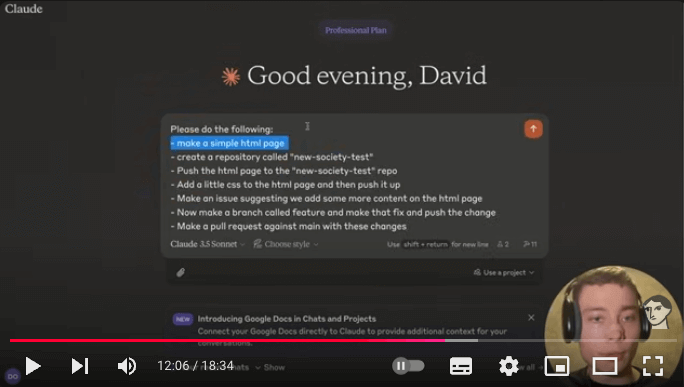 Claude
Professional Plan
Good evening, David
Please do the following:
- make a simple html page
- create a repository called "new-society-test"
- Push the html page to the "new-society-test" repo
- Add a little css to the html page and then push it up
- Make an issue suggesting we add some more content on the html page
- Now make a branch called feature and make that fix and push the change
- Make a pull request against main with these changes
Claude 3.5 Sonnet Choose style Use shift + return for new line 2 11
Use a project
NEW Introducing Google Docs in Chats and Projects
Connect your Google Docs directly to Claude to provide additional context for your
conversations.
12:06 / 18:34
hats Show all
DO